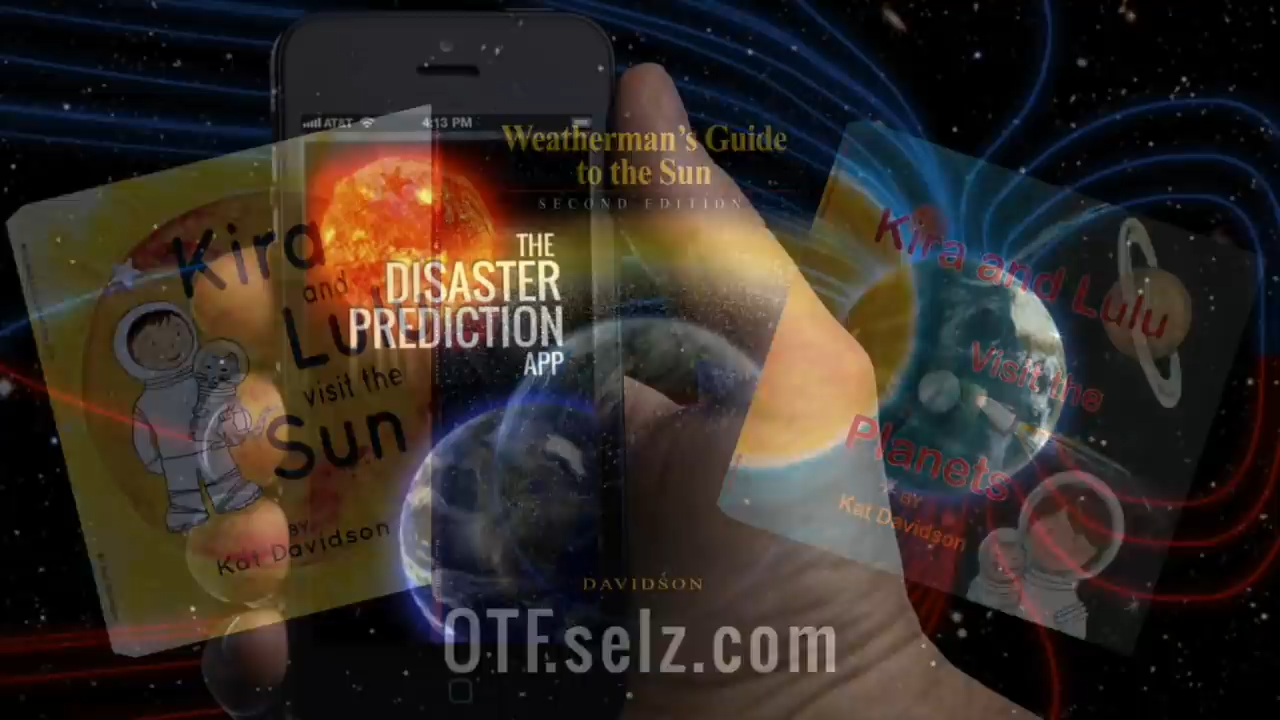 AT&T
4:13 PM
Weatherman's Guide
to the Sun
SECOND EDITION
THE
DISASTER
PREDICTION
APP
Kira
and
Lulu
visit the
Sun
BY
Kat Davidson
Kira and Lulu
Visit the
Planets
BY
Kat Davidson
DAVIDSON
OTF.selz.com